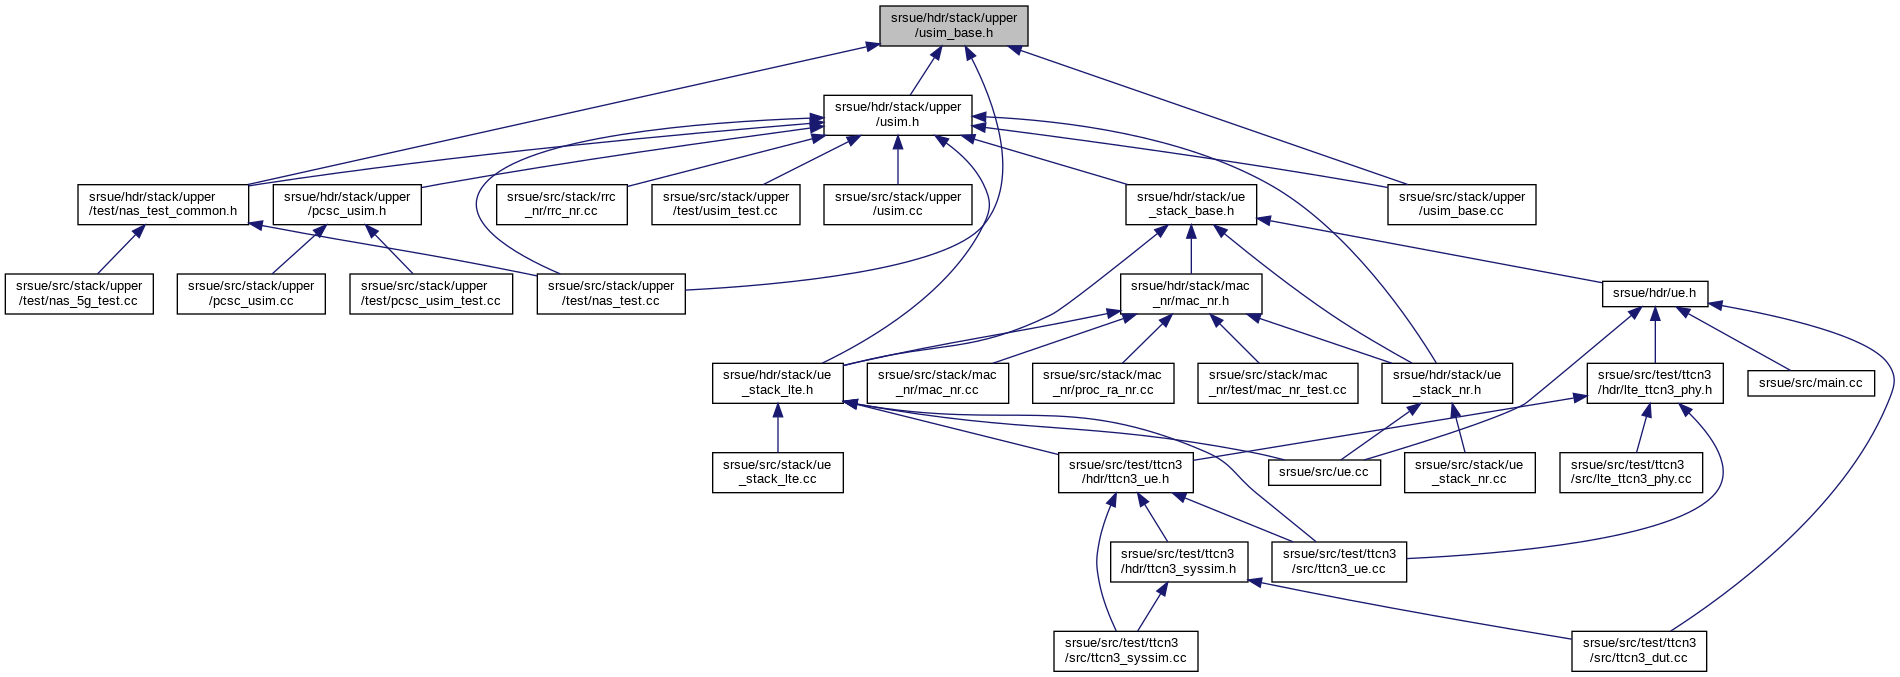 srsue/hdr/stack/upper
/usim_base.h
srsue/hdr/stack/upper
/usim.h
srsue/hdr/stack/upper
/test/nas_test_common.h
srsue/hdr/stack/upper
/pcsc_usim.h
srsue/src/stack/rrc
_nr/rrc_nr.cc
srsue/src/stack/upper
/test/usim_test.cc
srsue/src/stack/upper
/usim.cc
srsue/hdr/stack/ue
_stack_base.h
srsue/src/stack/upper
/usim_base.cc
srsue/src/stack/upper
/test/nas_5g_test.cc
srsue/src/stack/upper
/pcsc_usim.cc
srsue/src/stack/upper
/test/pcsc_usim_test.cc
srsue/src/stack/upper
/test/nas_test.cc
srsue/hdr/stack/mac
_nr/mac_nr.h
srsue/hdr/ue.h
srsue/hdr/stack/ue
_stack_lte.h
srsue/src/stack/mac
_nr/mac_nr.cc
srsue/src/stack/mac
_nr/proc_ra_nr.cc
srsue/src/stack/mac
_nr/test/mac_nr_test.cc
srsue/hdr/stack/ue
_stack_nr.h
srsue/src/test/ttcn3
/hdr/lte_ttcn3_phy.h
srsue/src/main.cc
srsue/src/stack/ue
_stack_lte.cc
srsue/src/test/ttcn3
/hdr/ttcn3_ue.h
srsue/src/ue.cc
srsue/src/stack/ue
_stack_nr.cc
srsue/src/test/ttcn3
/src/lte_ttcn3_phy.cc
srsue/src/test/ttcn3
/hdr/ttcn3_syssim.h
srsue/src/test/ttcn3
/src/ttcn3_ue.cc
srsue/src/test/ttcn3
/src/ttcn3_syssim.cc
srsue/src/test/ttcn3
/src/ttcn3_dut.cc